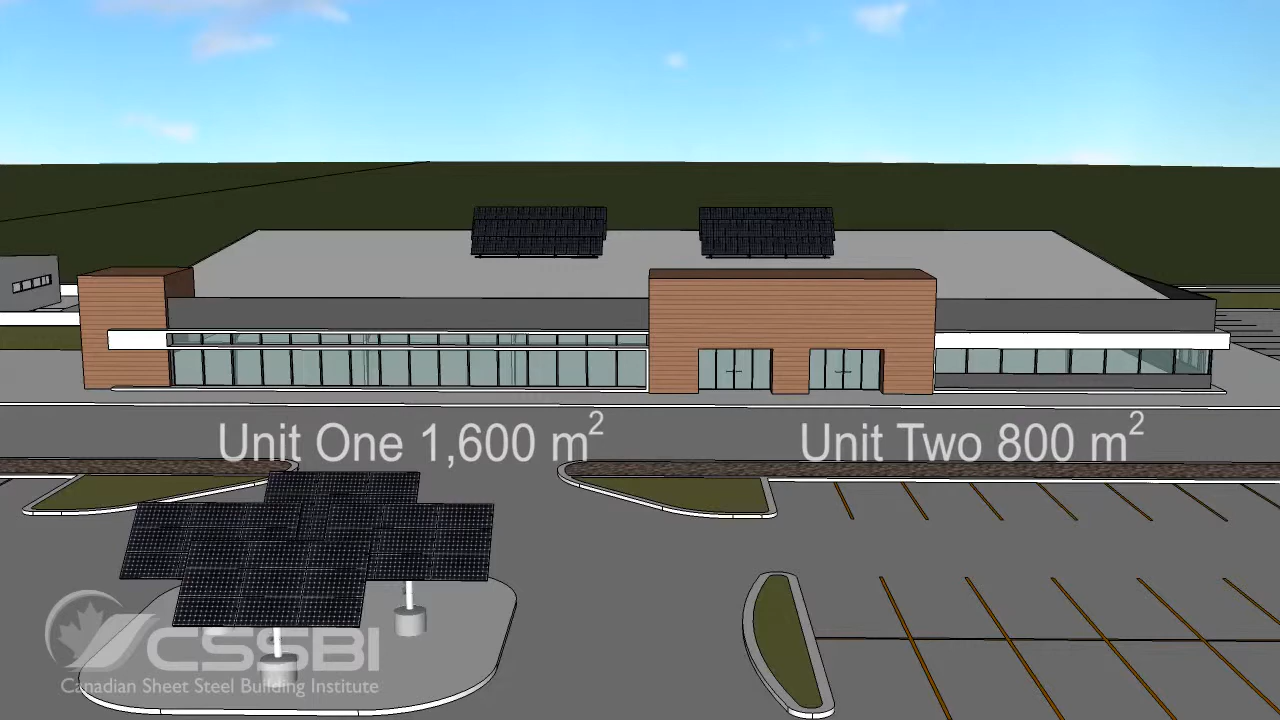 Unit One 1,600 m²
Unit Two 800 m²
CSSBI
Canadian Sheet Steel Building Institute